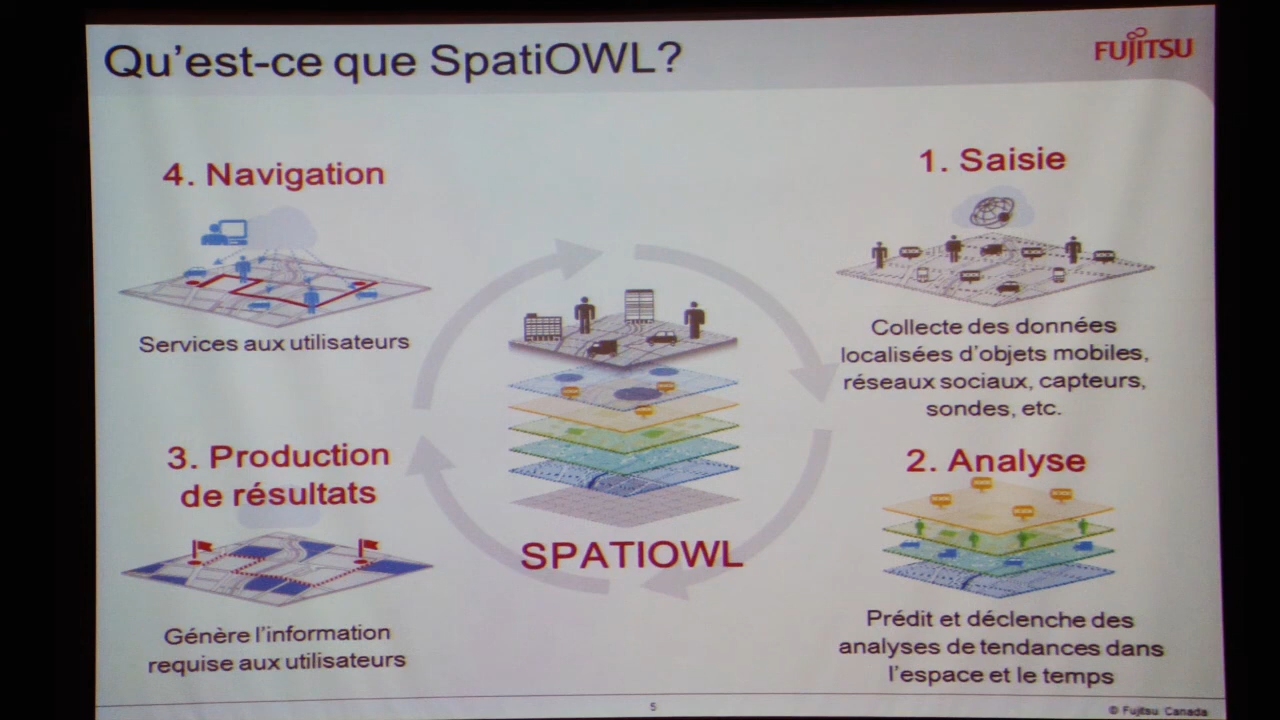 Qu'est-ce que SpatiOWL?
FUJITSU
4. Navigation
Services aux utilisateurs
1. Saisie
Collecte des données
localisées d'objets mobiles,
réseaux sociaux, capteurs,
sondes, etc.
3. Production
de résultats
Génère l'information
requise aux utilisateurs
2. Analyse
Prédit et déclenche des
analyses de tendances dans
l'espace et le temps
SPATIOWL
5
© Fujitsu Canada